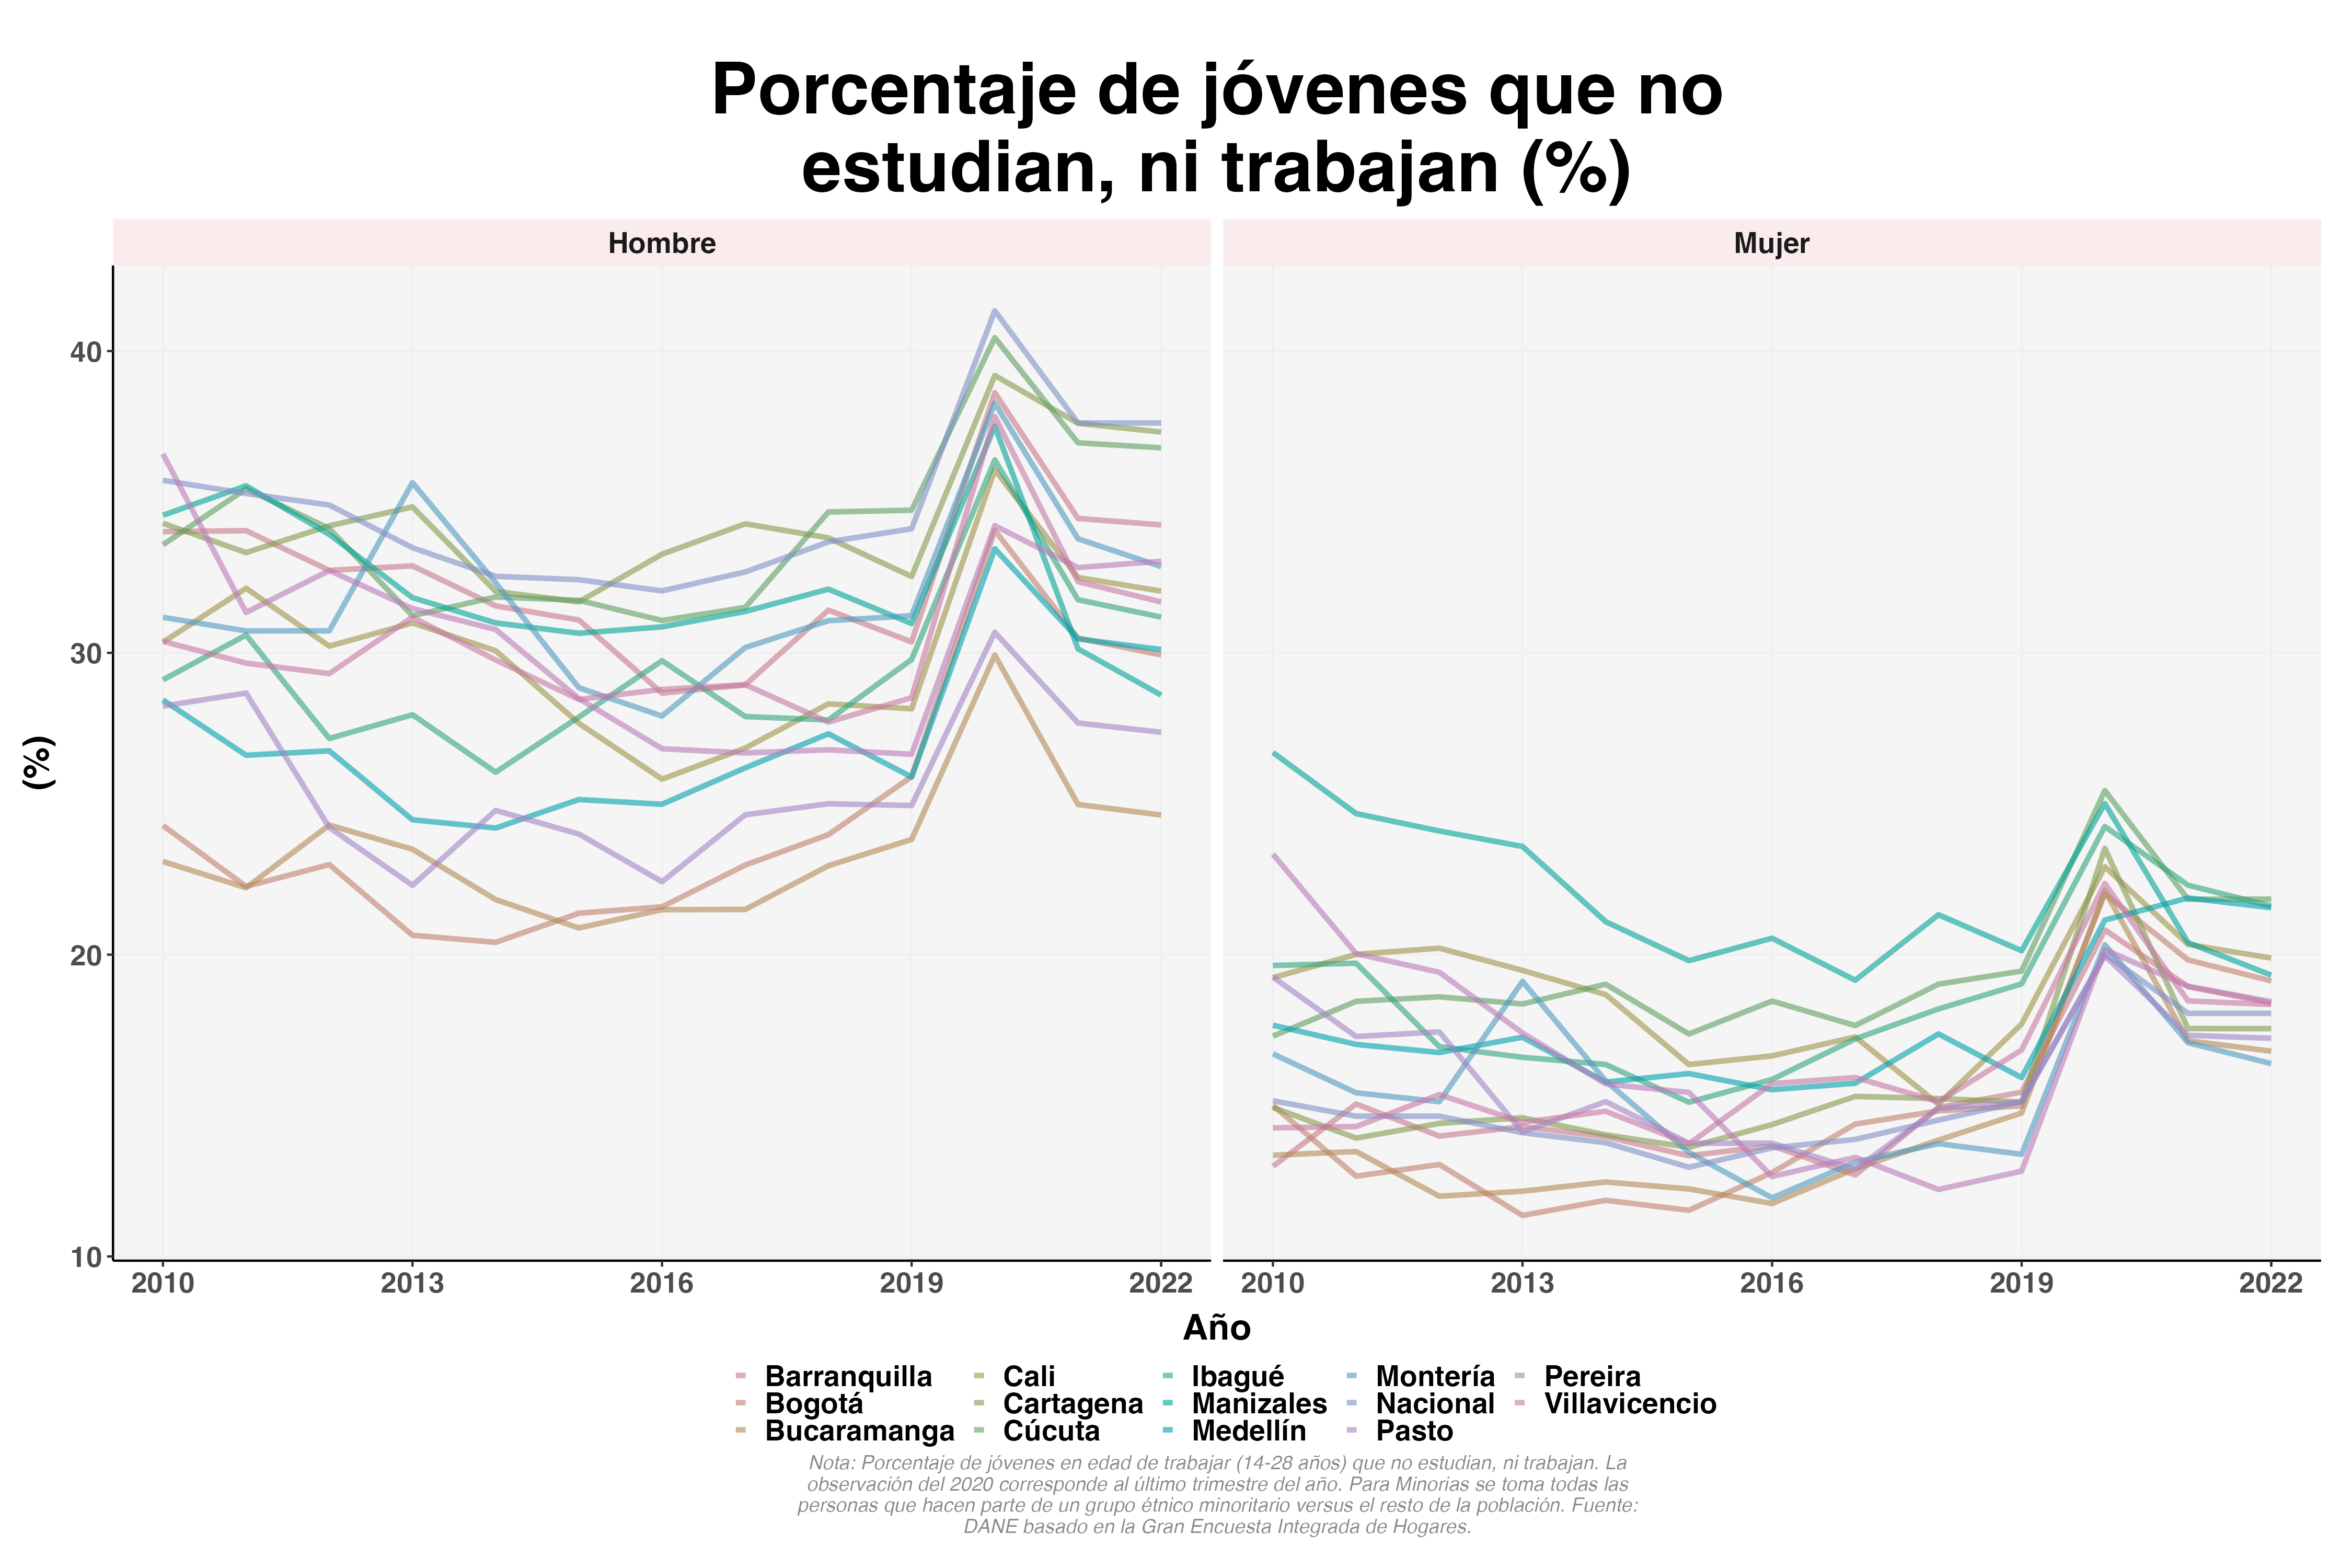 Porcentaje de jóvenes que no
estudian, ni trabajan (%)
Hombre
Mujer
(%)
40
30
20
10
2010 2013 2016 2019 2022
2010 2013 2016 2019 2022
Año
Barranquilla Cali Ibagué Montería Pereira
Bogotá Cartagena Manizales Nacional Villavicencio
Bucaramanga Cúcuta Medellín Pasto
Nota: Porcentaje de jóvenes en edad de trabajar (14-28 años) que no estudian, ni trabajan. La
observación del 2020 corresponde al último trimestre del año. Para Minorias se toma todas las
personas que hacen parte de un grupo étnico minoritario versus el resto de la población. Fuente:
DANE basado en la Gran Encuesta Integrada de Hogares.